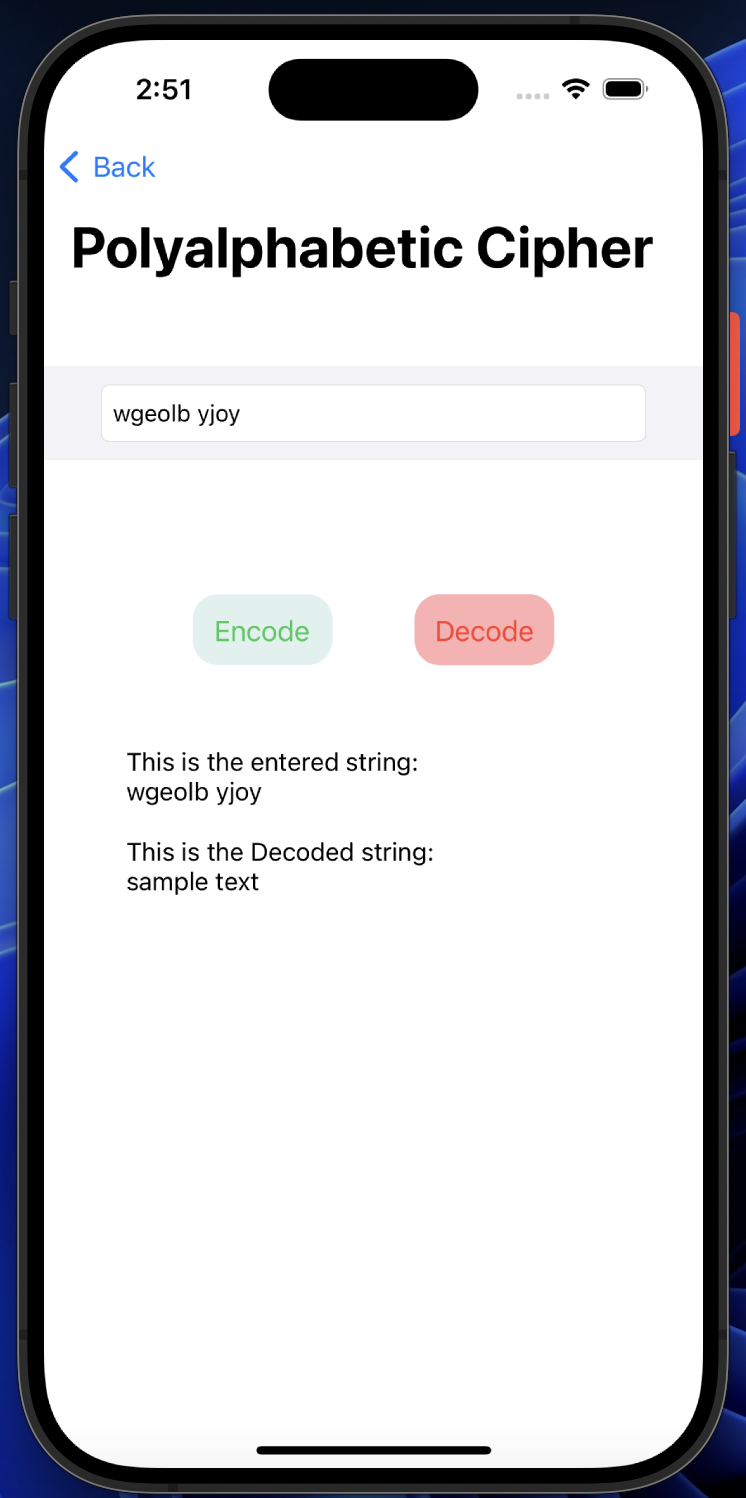 2:51
Back
Polyalphabetic Cipher
wgeolb yjoy
Encode Decode
This is the entered string:
wgeolb yjoy
This is the Decoded string:
sample text